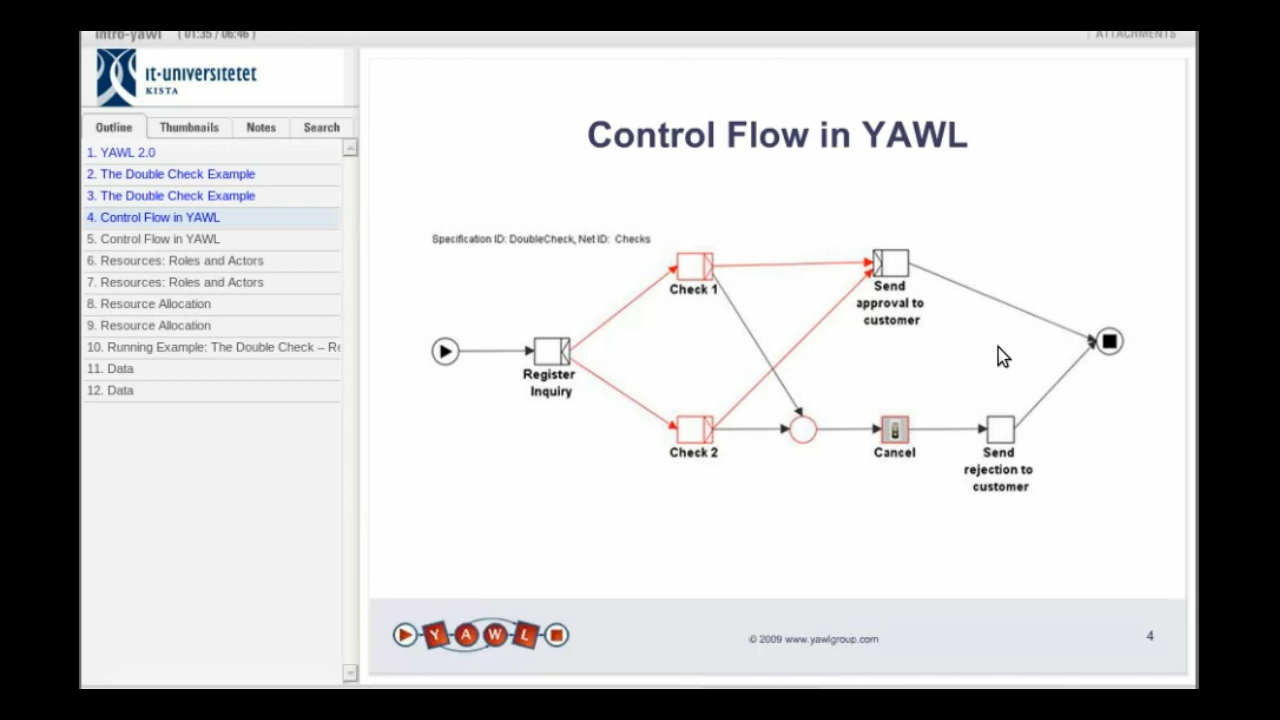 intro-yawl ( 01:35 / 06:46 )
ATTACHMENTS
IT-UNIVERSITETET
KISTA
Outline Thumbnails Notes Search
1. YAWL 2.0
2. The Double Check Example
3. The Double Check Example
4. Control Flow in YAWL
5. Control Flow in YAWL
6. Resources: Roles and Actors
7. Resources: Roles and Actors
8. Resource Allocation
9. Resource Allocation
10. Running Example: The Double Check – Re
11. Data
12. Data
Control Flow in YAWL
Specification ID: DoubleCheck, Net ID: Checks
Check 1
Send
approval to
customer
Register
Inquiry
Check 2
Cancel
Send
rejection to
customer
YAWL
© 2009 www.yawlgroup.com
4